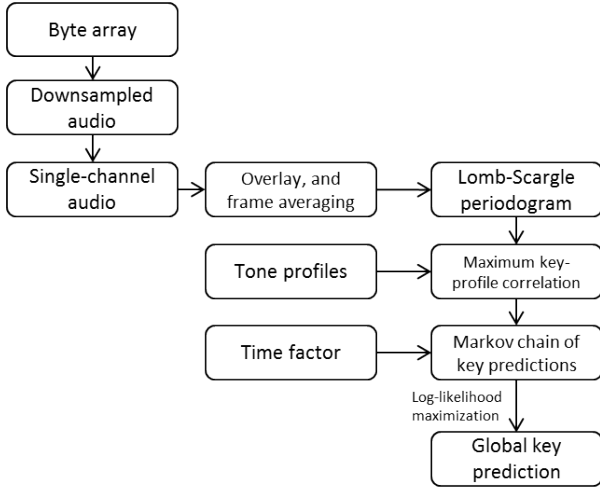 Byte array
Downsampled
audio
Single-channel
audio
Overlay, and
frame averaging
Lomb-Scargle
periodogram
Tone profiles
Maximum key-
profile correlation
Time factor
Markov chain of
key predictions
Log-likelihood
maximization
Global key
prediction